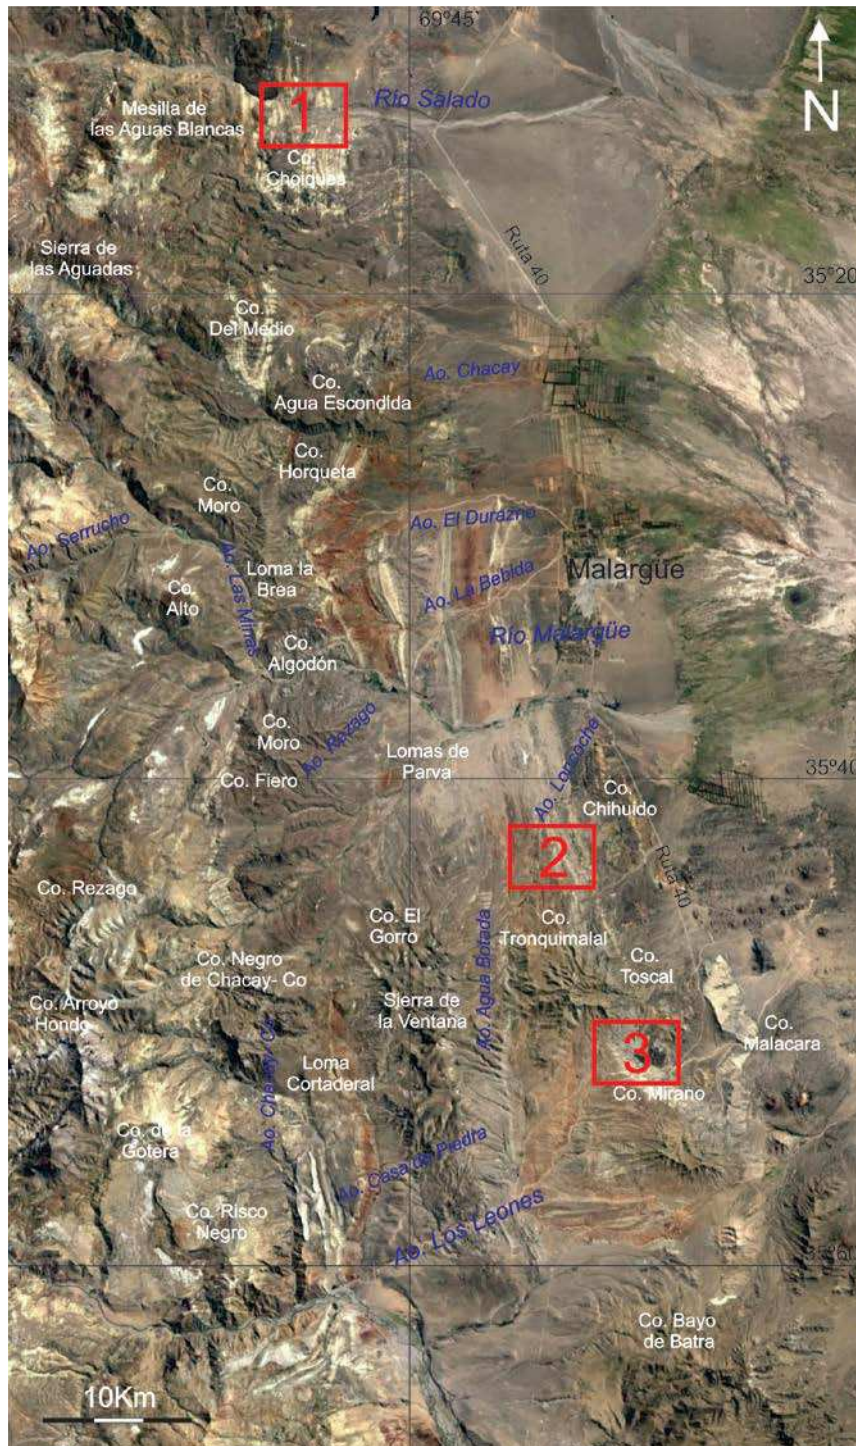 69°45'
1
Río Salado
N
Mesilla de
las Aguas Blancas
Co.
Choiques
Ruta 40
Sierra de
las Aguadas
35°20
Co.
Del Medio
Ao. Chacay
Co.
Agua Escondida
Co.
Horqueta
Co.
Moro
Ao. El Durazno
Ao. Serrucho
Ao. Las Minas
Loma la
Brea
Malargüe
Co.
Alto
Ao. La Bebida
Río Malargüe
Co.
Algodón
Co.
Moro
Ao. Rezago
Lomas de
Parva
Ao. Loncoche
35°40
Co. Fiero
Co.
Chihuido
2
Ruta 40
Co. Rezago
Co. El
Gorro
Co.
Tronquimalal
Ao. Agua Botada
Co. Negro
de Chacay- Co
Co.
Toscal
Co. Arroyo
Hondo
Sierra de
la Ventana
Co.
Malacara
3
Ao. Chacay- Co
Loma
Cortaderal
Co. Mirano
Co. de la
Gotera
Ao. Casa de Piedra
Co. Risco
Negro
Ao. Los Leones
35°60
Co. Bayo
de Batra
10Km